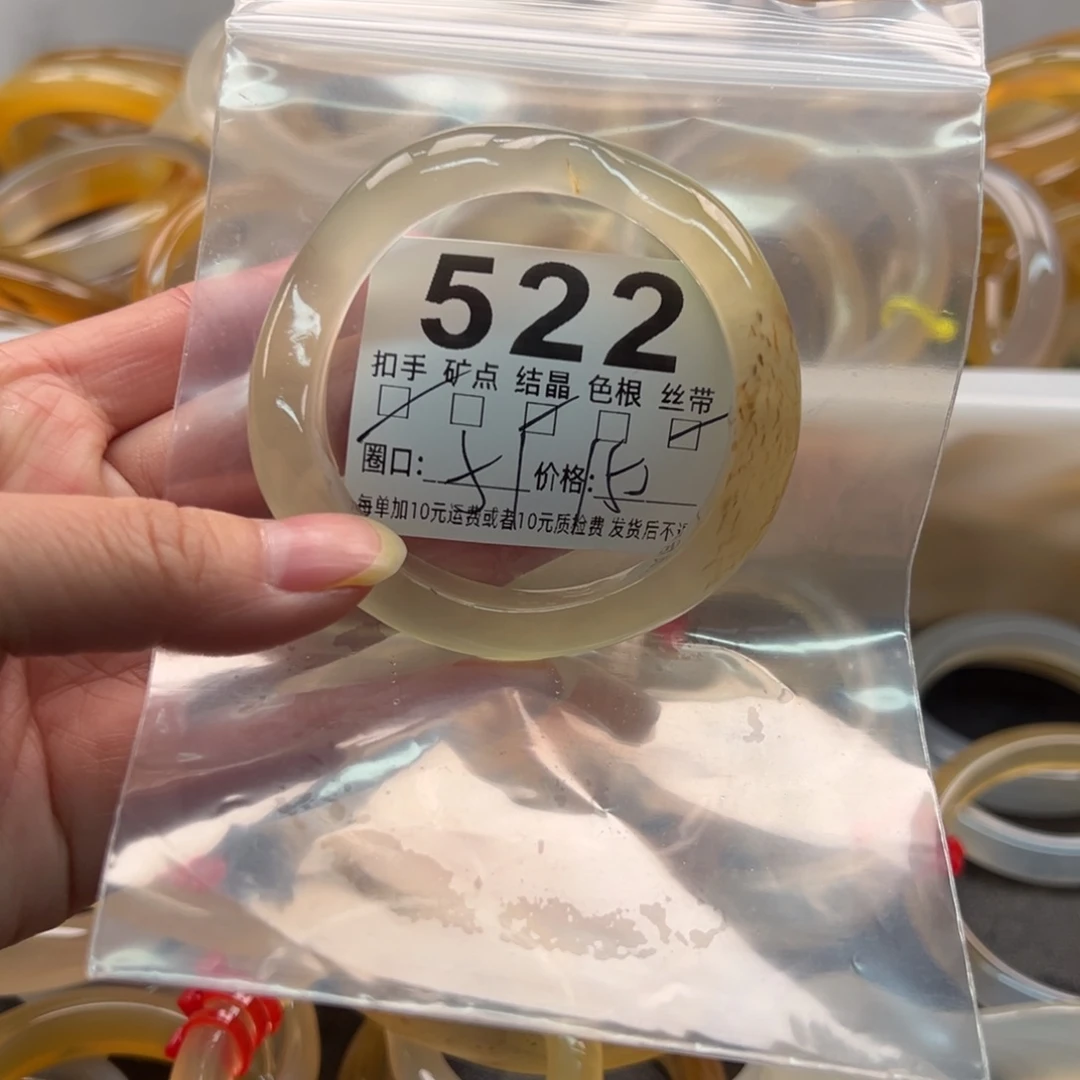 522
扣手 矿点 结晶 色根 丝带
圈口: 价格:
每单加10元运费或者10元质检费 发货后不